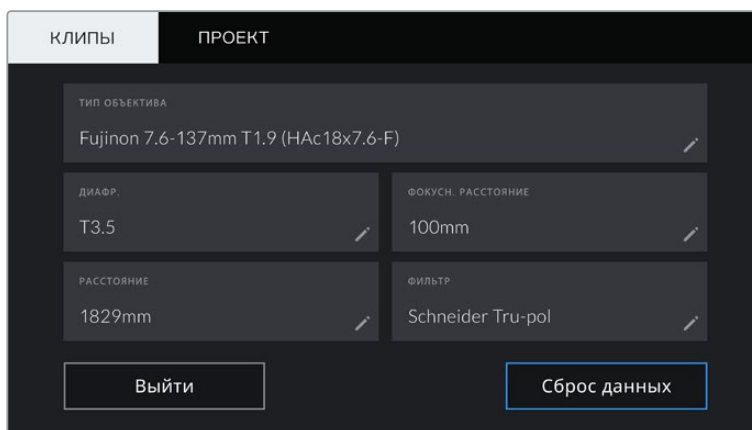 КЛИПЫ ПРОЕКТ
ТИП ОБЪЕКТИВА
Fujinon 7.6-137mm T1.9 (HAc18x7.6-F)
ДИАФР. ФОКУСН. РАССТОЯНИЕ
T3.5 100mm
РАССТОЯНИЕ ФИЛЬТР
1829mm Schneider Tru-pol
Выйти Сброс данных